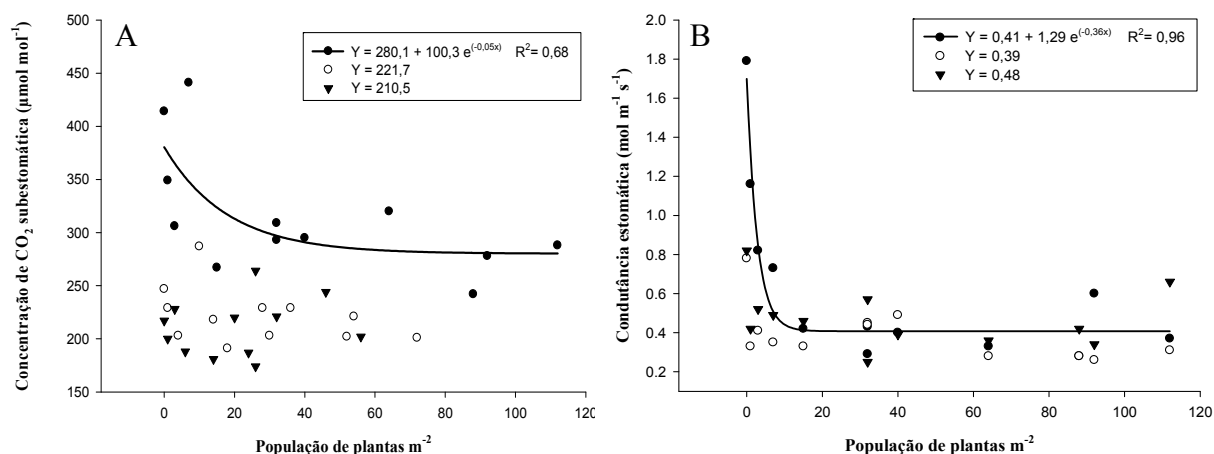 A
Y = 280,1 + 100,3 e(-0,05x) R²= 0,68
Y = 221,7
Y = 210,5
Concentração de CO₂ subestomática (µmol mol⁻¹)
500
450
400
350
300
250
200
150
0 20 40 60 80 100 120
População de plantas m⁻²
B
Y = 0,41 + 1,29 e(-0,36x) R²= 0,96
Y = 0,39
Y = 0,48
Condutância estomática (mol m⁻¹ s⁻¹)
2.0
1.8
1.6
1.4
1.2
1.0
0.8
0.6
0.4
0.2
0 20 40 60 80 100 120
População de plantas m⁻²